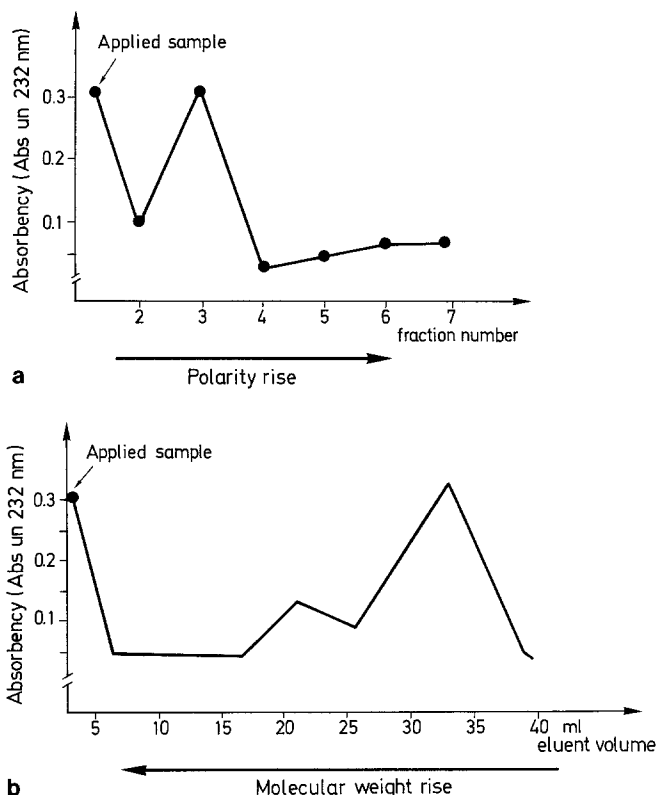 Absorbency (Abs un 232 nm)
Applied sample
0.3
0.2
0.1
2 3 4 5 6 7
fraction number
Polarity rise
a
Absorbency (Abs un 232 nm)
Applied sample
0.3
0.2
0.1
5 10 15 20 25 30 35 40 ml
eluent volume
Molecular weight rise
b